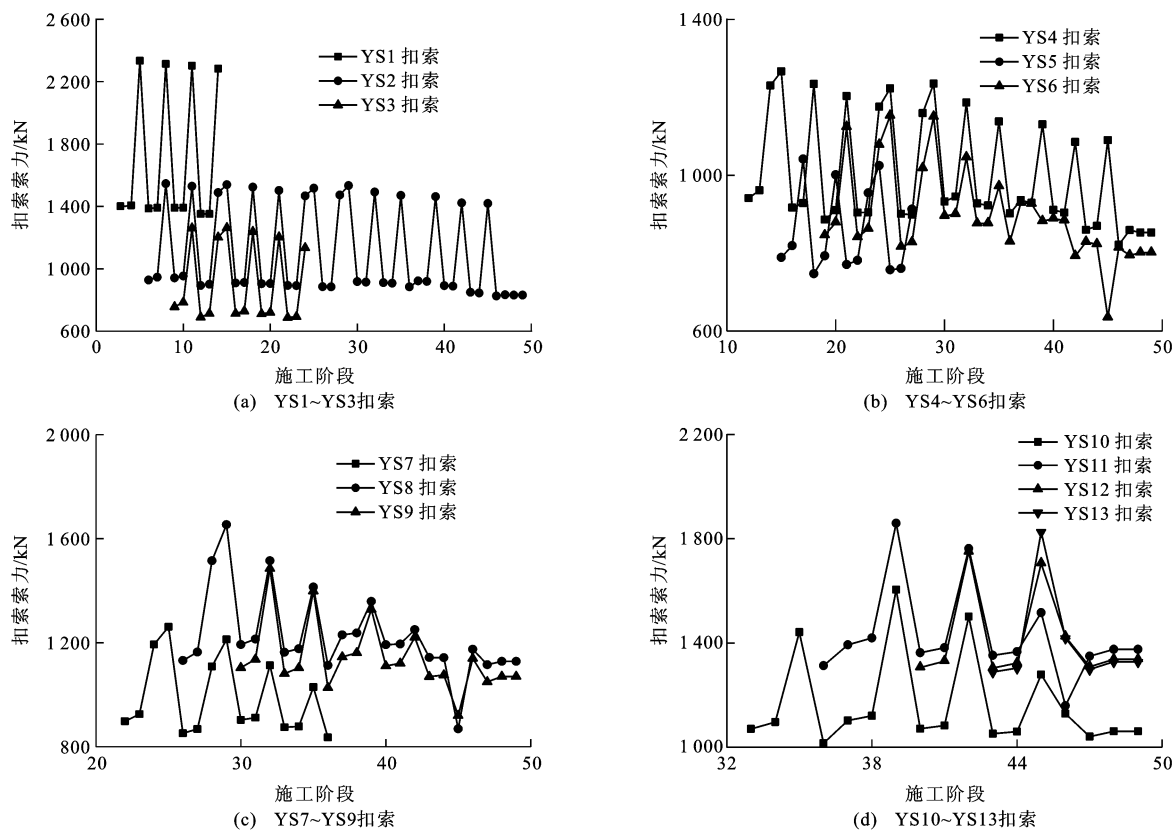 2 600
2 200
1 800
1 400
1 000
600
扣索索力/kN
YS1 扣索
YS2 扣索
YS3 扣索
0 10 20 30 40 50
施工阶段
(a) YS1~YS3扣索
1 400
1 000
600
扣索索力/kN
YS4 扣索
YS5 扣索
YS6 扣索
10 20 30 40 50
施工阶段
(b) YS4~YS6扣索
2 000
1 600
1200
800
扣索索力/kN
YS7 扣索
YS8 扣索
YS9 扣索
20 30 40 50
施工阶段
(c) YS7~YS9扣索
2 200
1 800
1 400
1 000
扣索索力/kN
YS10 扣索
YS11 扣索
YS12 扣索
YS13 扣索
32 38 44 50
施工阶段
(d) YS10~YS13扣索